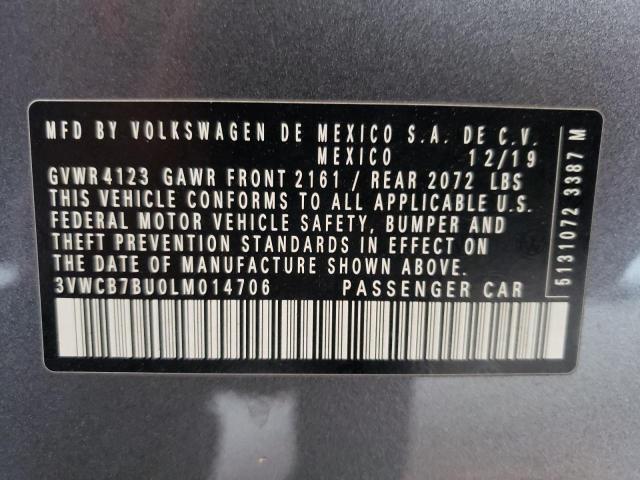 MFD BY VOLKSWAGEN DE MEXICO S.A. DE C.V.
MEXICO 12/19
GVWR4123 GAWR FRONT 2161 / REAR 2072 LBS
THIS VEHICLE CONFORMS TO ALL APPLICABLE U.S.
FEDERAL MOTOR VEHICLE SAFETY, BUMPER AND
THEFT PREVENTION STANDARDS IN EFFECT ON
THE DATE OF MANUFACTURE SHOWN ABOVE.
3VWCB7BU0LM014706 PASSENGER CAR
5131072 3387 M